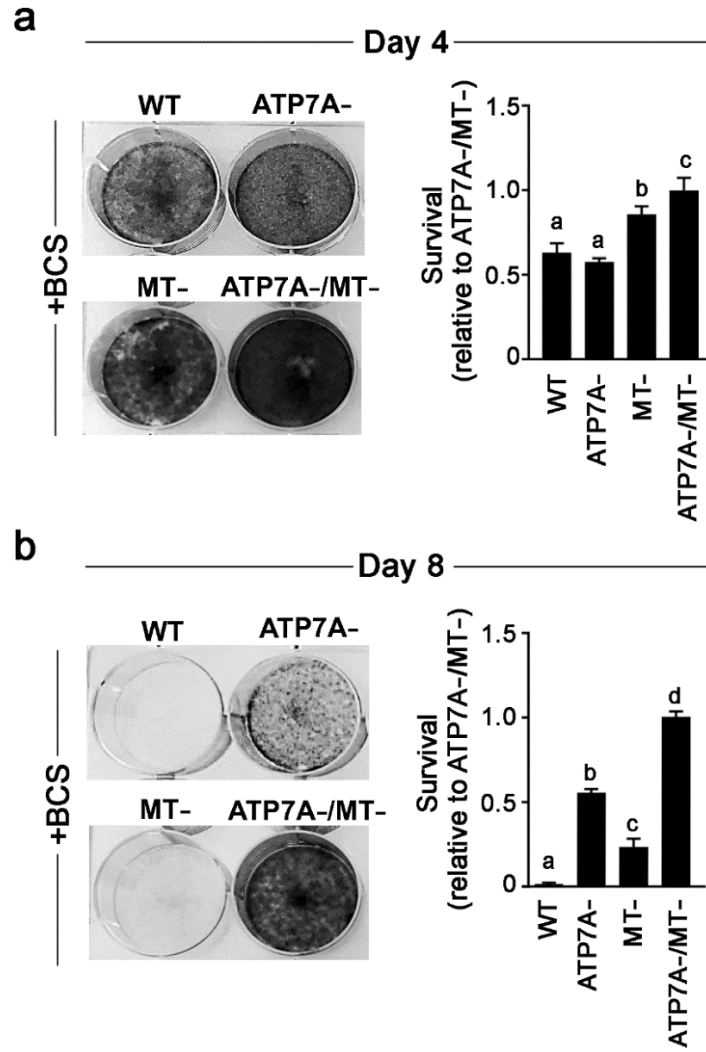 a
Day 4
WT ATP7A-
+BCS
MT- ATP7A-/MT-
Survival
(relative to ATP7A-/MT-)
1.5
1.0
0.5
0
a
a
b
c
WT
ATP7A-
MT-
ATP7A-/MT-
b
Day 8
WT ATP7A-
+BCS
MT- ATP7A-/MT-
Survival
(relative to ATP7A-/MT-)
1.5
1.0
0.5
0
a
b
c
d
WT
ATP7A-
MT-
ATP7A-/MT-